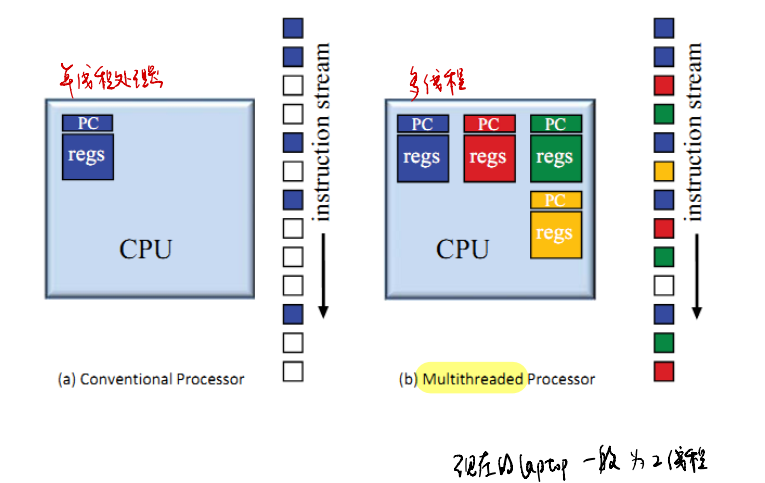 单线程处理器
多线程
PC
regs
CPU
instruction stream
PC
regs
PC
regs
PC
regs
PC
regs
CPU
instruction stream
(a) Conventional Processor
(b) Multithreaded Processor
现在的laptop 一般为2线程